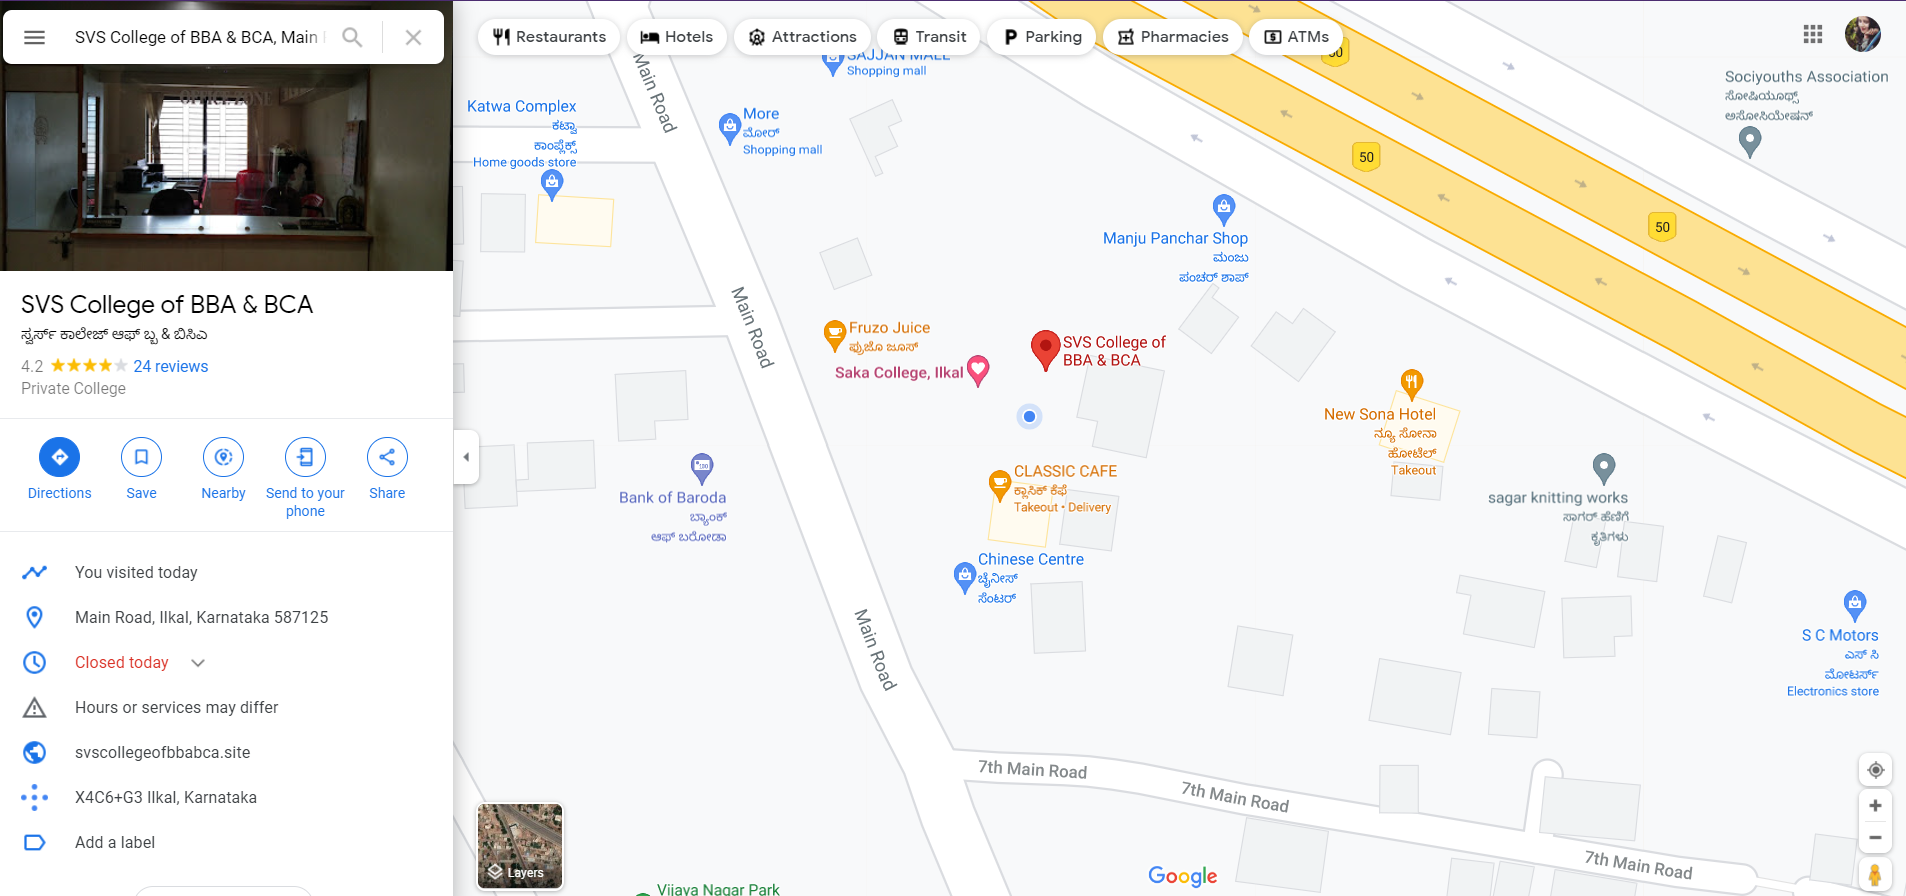 SVS College of BBA & BCA, Main
OFFICE ZONE
SVS College of BBA & BCA
ಸ್ವರ್ಸ್ ಕಾಲೇಜ್ ಆಫ್ ಬ್ಬ & ಬಿಸಿಎ
4.2
24 reviews
Private College
Directions
Save
Nearby
Send to your
phone
Share
You visited today
Main Road, Ilkal, Karnataka 587125
Closed today
Hours or services may differ
svscollegeofbbabca.site
X4C6+G3 Ilkal, Karnataka
Add a label
Restaurants
Hotels
Attractions
Transit
Parking
Pharmacies
ATMs
50
SAJJAN MALL
Shopping mall
Main Road
Katwa Complex
ಕಟ್ವಾ
ಕಾಂಪ್ಲೆಕ್ಸ್
Home goods store
More
ಮೋರ್
Shopping mall
Sociyouths Association
ಸೋಷಿಯೂಥ್ಸ್
ಅಸೋಸಿಯೇಷನ್
50
50
Manju Panchar Shop
ಮಂಜು
ಪಂಚರ್ ಶಾಪ್
Main Road
Fruzo Juice
ಫ್ರುಜೊ ಜೂಸ್
Saka College, Ilkal
SVS College of
BBA & BCA
New Sona Hotel
ನ್ಯೂ ಸೋನಾ
ಹೋಟೆಲ್
Takeout
Bank of Baroda
ಬ್ಯಾಂಕ್
ಆಫ್ ಬರೋಡಾ
CLASSIC CAFE
ಕ್ಲಾಸಿಕ್ ಕೆಫೆ
Takeout • Delivery
sagar knitting works
ಸಾಗರ್ ಹೆಣಿಗೆ
ಕೃತಿಗಳು
Chinese Centre
ಚೈನೀಸ್
ಸೆಂಟರ್
Main Road
S C Motors
ಎಸ್ ಸಿ
ಮೋಟರ್ಸ್
Electronics store
7th Main Road
7th Main Road
7th Main Road
Layers
Google
Vijaya Nagar Park